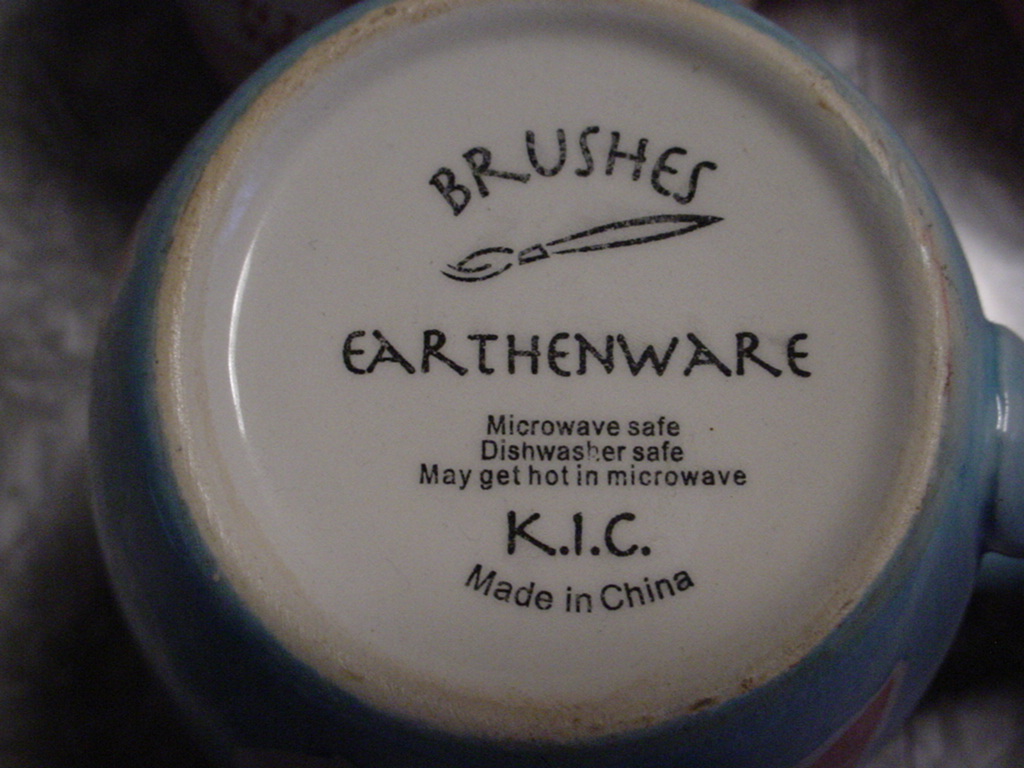 BRUSHES
EARTHENWARE
Microwave safe
Dishwasher safe
May get hot in microwave
K.I.C.
Made in China